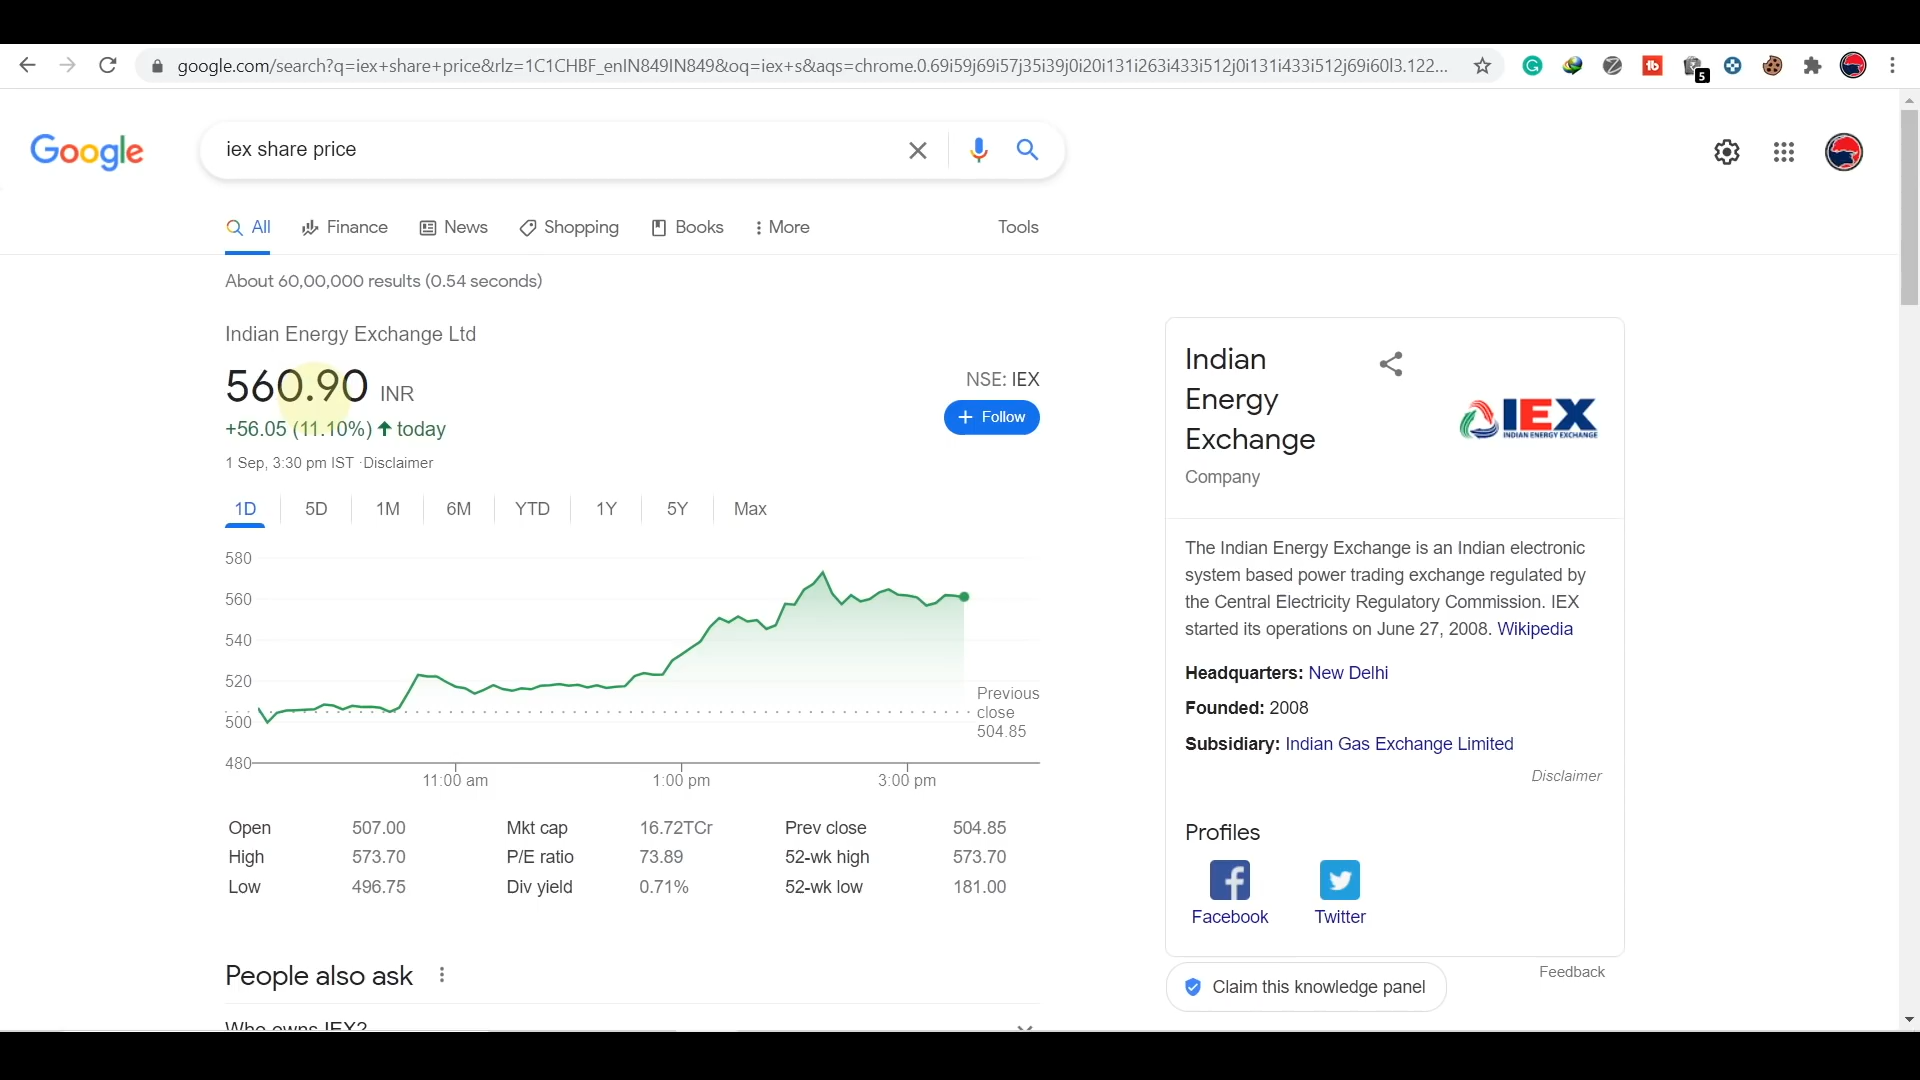 google.com/search?q=iex+share+price&rlz=1C1CHBF_enIN849IN849&oq=iex+s&aqs=chrome.0.69i59j69i57j35i39j0i20i131i263i433i512j0i131i433i512j69i60l3.122...
5
Google
iex share price
All
Finance
News
Shopping
Books
More
Tools
About 60,00,000 results (0.54 seconds)
Indian Energy Exchange Ltd
560.90 INR
NSE: IEX
+56.05 (11.10%) today
+ Follow
1 Sep, 3:30 pm IST ·Disclaimer
1D
5D
1M
6M
YTD
1Y
5Y
Max
580
560
540
520
500
480
Previous
close
504.85
11:00 am
1:00 pm
3:00 pm
Open 507.00 Mkt cap 16.72TCr Prev close 504.85
High 573.70 P/E ratio 73.89 52-wk high 573.70
Low 496.75 Div yield 0.71% 52-wk low 181.00
People also ask
Who owns IEX?
Indian
Energy
Exchange
Company
IEX
INDIAN ENERGY EXCHANGE
The Indian Energy Exchange is an Indian electronic
system based power trading exchange regulated by
the Central Electricity Regulatory Commission. IEX
started its operations on June 27, 2008. Wikipedia
Headquarters: New Delhi
Founded: 2008
Subsidiary: Indian Gas Exchange Limited
Disclaimer
Profiles
Facebook
Twitter
Feedback
Claim this knowledge panel